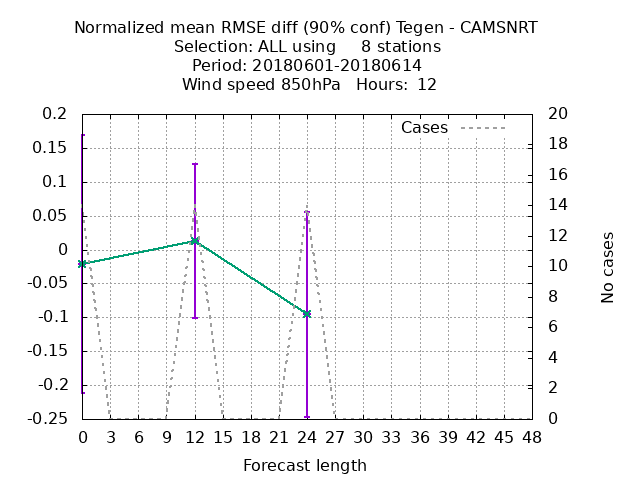 Normalized mean RMSE diff (90% conf) Tegen - CAMSNRT
Selection: ALL using     8 stations
Period: 20180601-20180614
Wind speed 850hPa   Hours:  12
Cases
0.2
0.15
0.1
0.05
0
-0.05
-0.1
-0.15
-0.2
-0.25
20
18
16
14
12
10
8
6
4
2
0
No cases
0 3 6 9 12 15 18 21 24 27 30 33 36 39 42 45 48
Forecast length